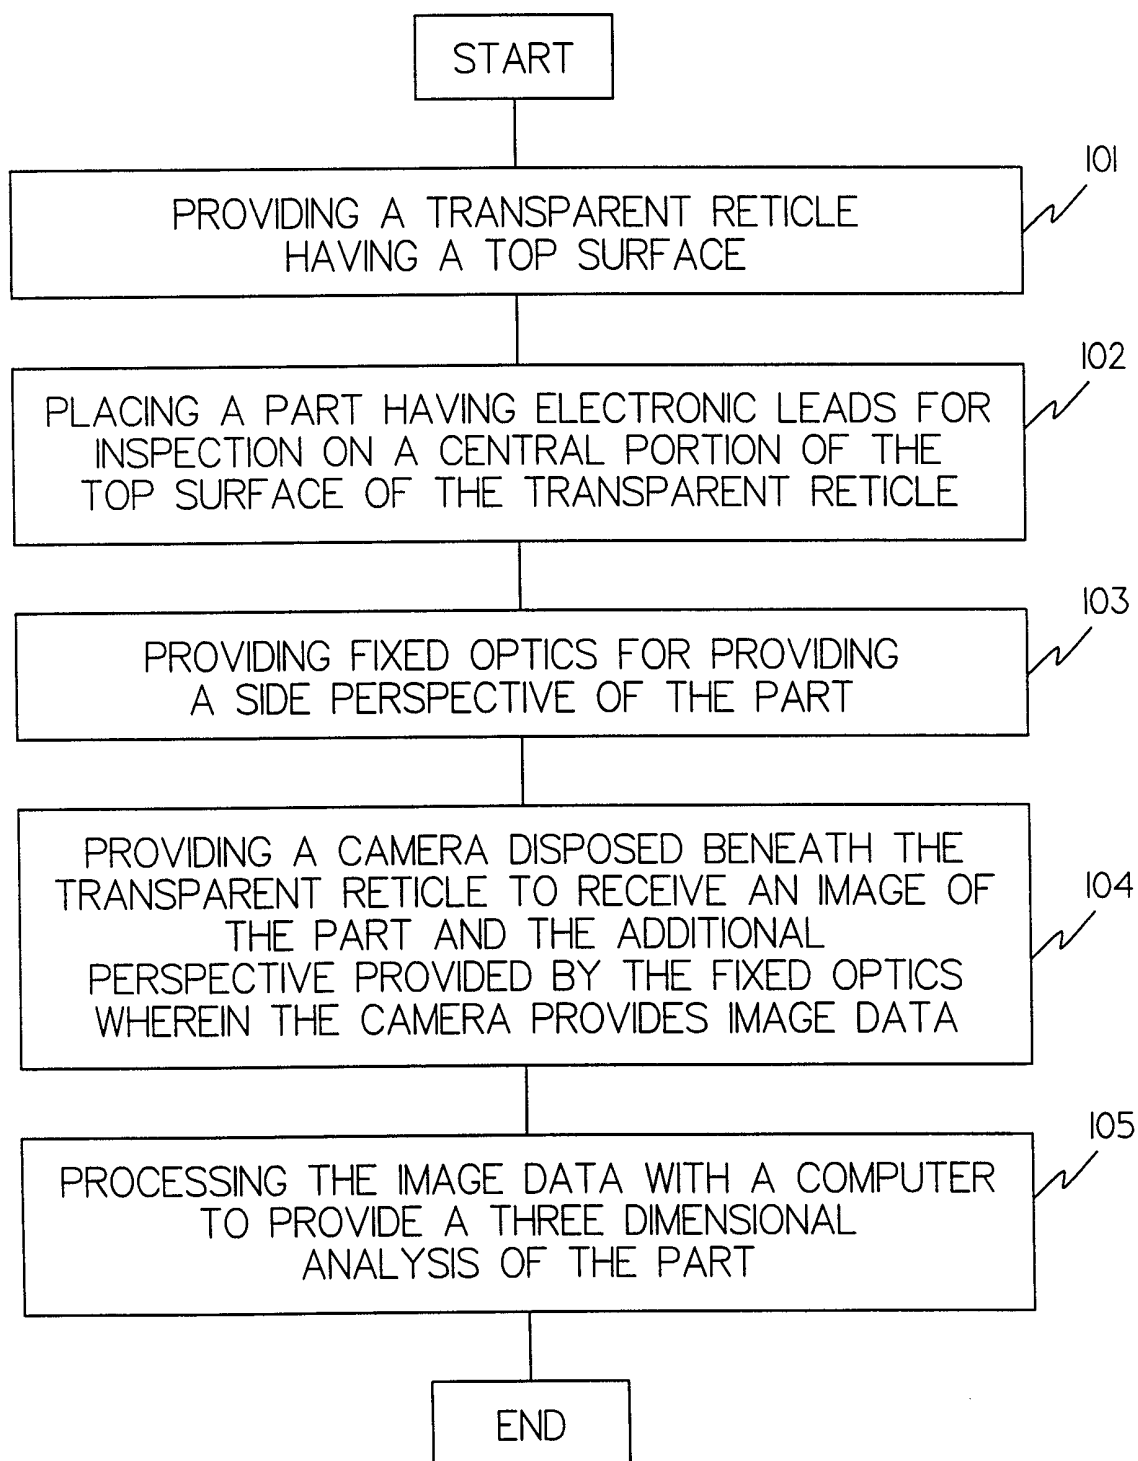 START
101
PROVIDING A TRANSPARENT RETICLE
HAVING A TOP SURFACE
102
PLACING A PART HAVING ELECTRONIC LEADS FOR
INSPECTION ON A CENTRAL PORTION OF THE
TOP SURFACE OF THE TRANSPARENT RETICLE
103
PROVIDING FIXED OPTICS FOR PROVIDING
A SIDE PERSPECTIVE OF THE PART
104
PROVIDING A CAMERA DISPOSED BENEATH THE
TRANSPARENT RETICLE TO RECEIVE AN IMAGE OF
THE PART AND THE ADDITIONAL
PERSPECTIVE PROVIDED BY THE FIXED OPTICS
WHEREIN THE CAMERA PROVIDES IMAGE DATA
105
PROCESSING THE IMAGE DATA WITH A COMPUTER
TO PROVIDE A THREE DIMENSIONAL
ANALYSIS OF THE PART
END